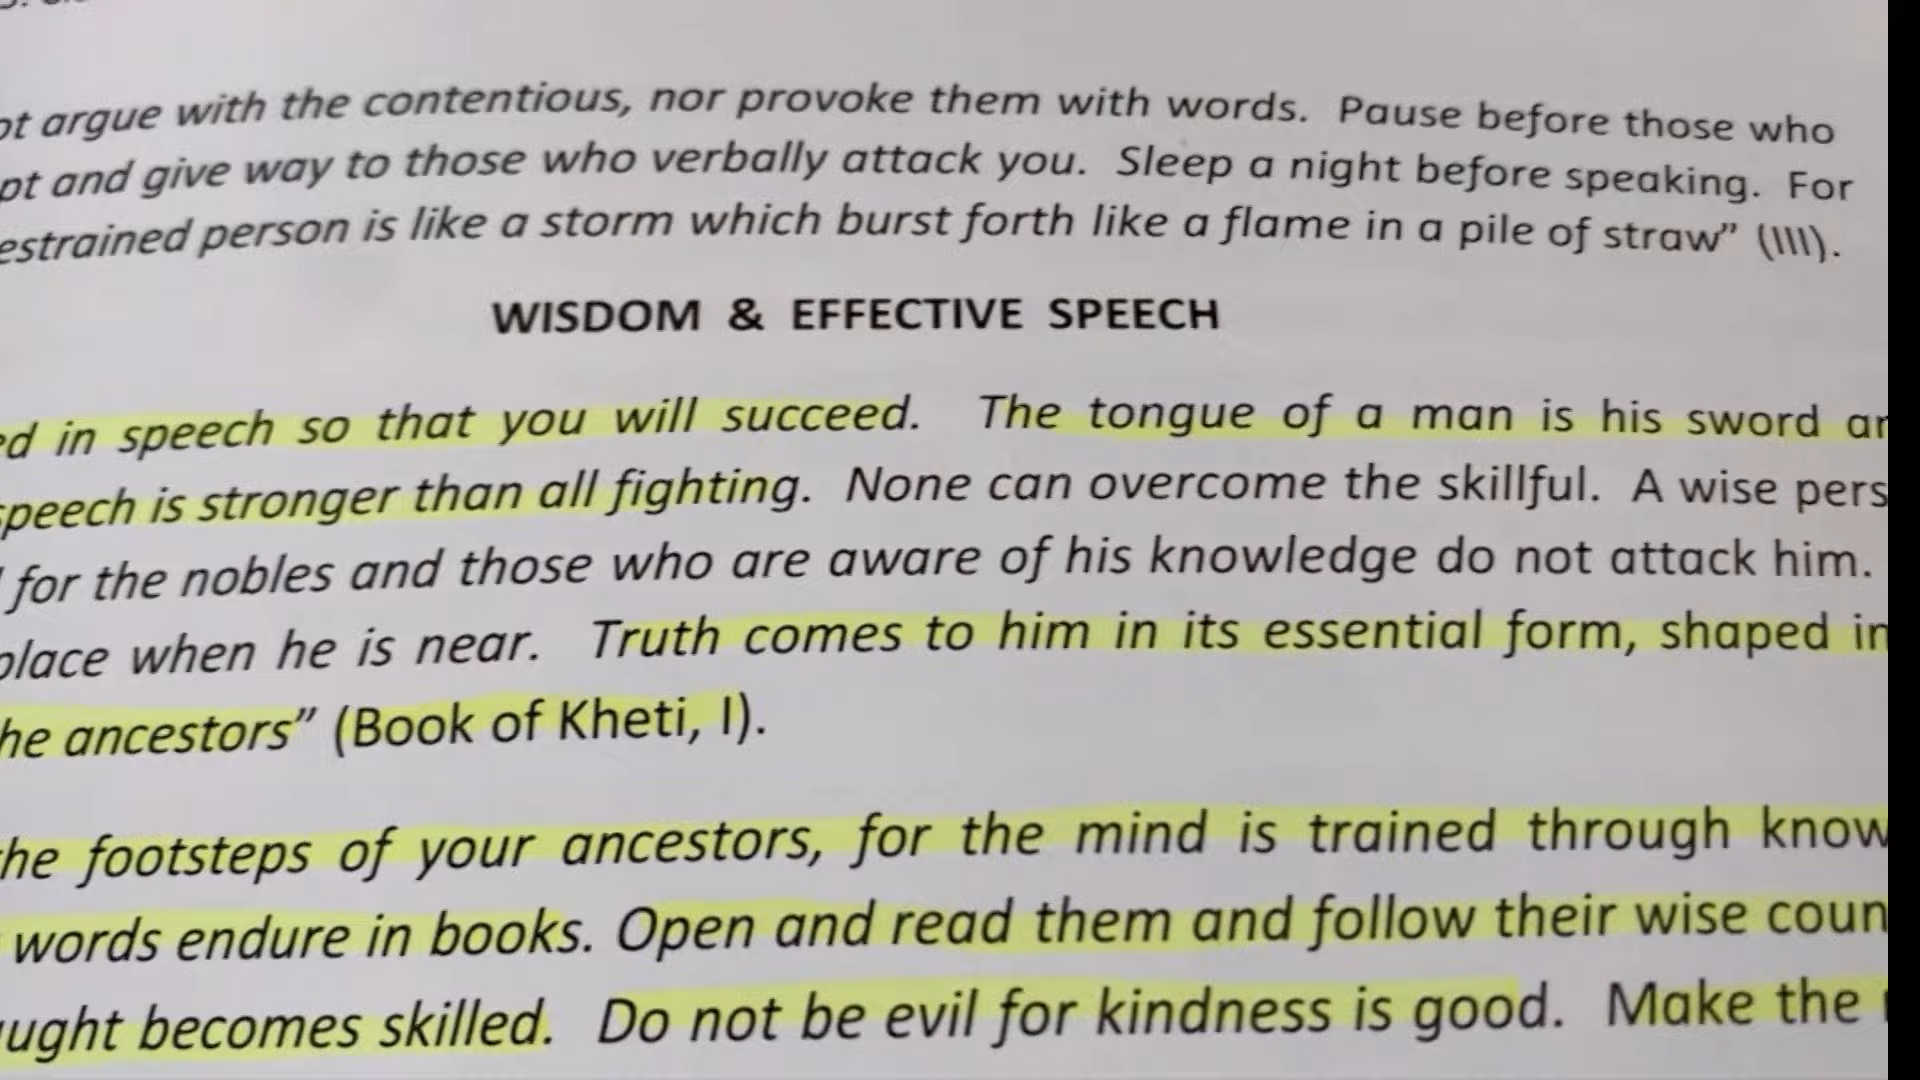 argue with the contentious, nor provoke them with words. Pause before those who
and give way to those who verbally attack you. Sleep a night before speaking. For
person is like a storm which burst forth like a flame in a pile of straw" (III).
WISDOM & EFFECTIVE SPEECH
in speech so that you will succeed. The tongue of a man is his sword
speech is stronger than all fighting. None can overcome the skillful. A wise pers
for the nobles and those who are aware of his knowledge do not attack him.
place when he is near. Truth comes to him in its essential form, shaped in
he ancestors" (Book of Kheti, I).
the footsteps of your ancestors, for the mind is trained through know
words endure in books. Open and read them and follow their wise coun
aught becomes skilled. Do not be evil for kindness is good. Make the